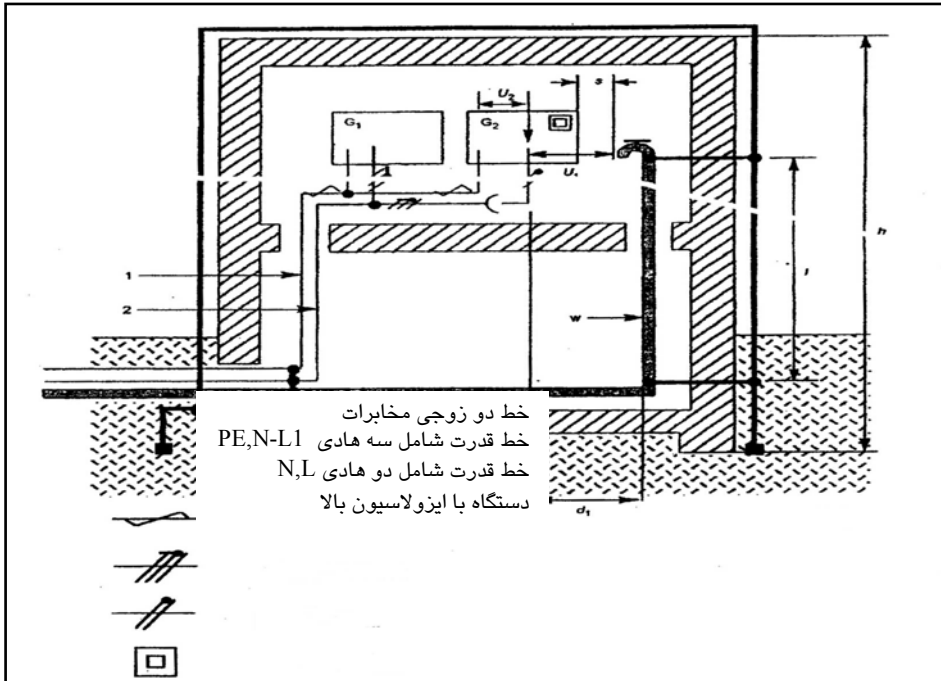 U2
s
G1
G2
U1
h
l
1
2
w
خط دو زوجی مخابرات
خط قدرت شامل سه هادی PE,N-L1
خط قدرت شامل دو هادی N,L
دستگاه با ایزولاسیون بالا
d1